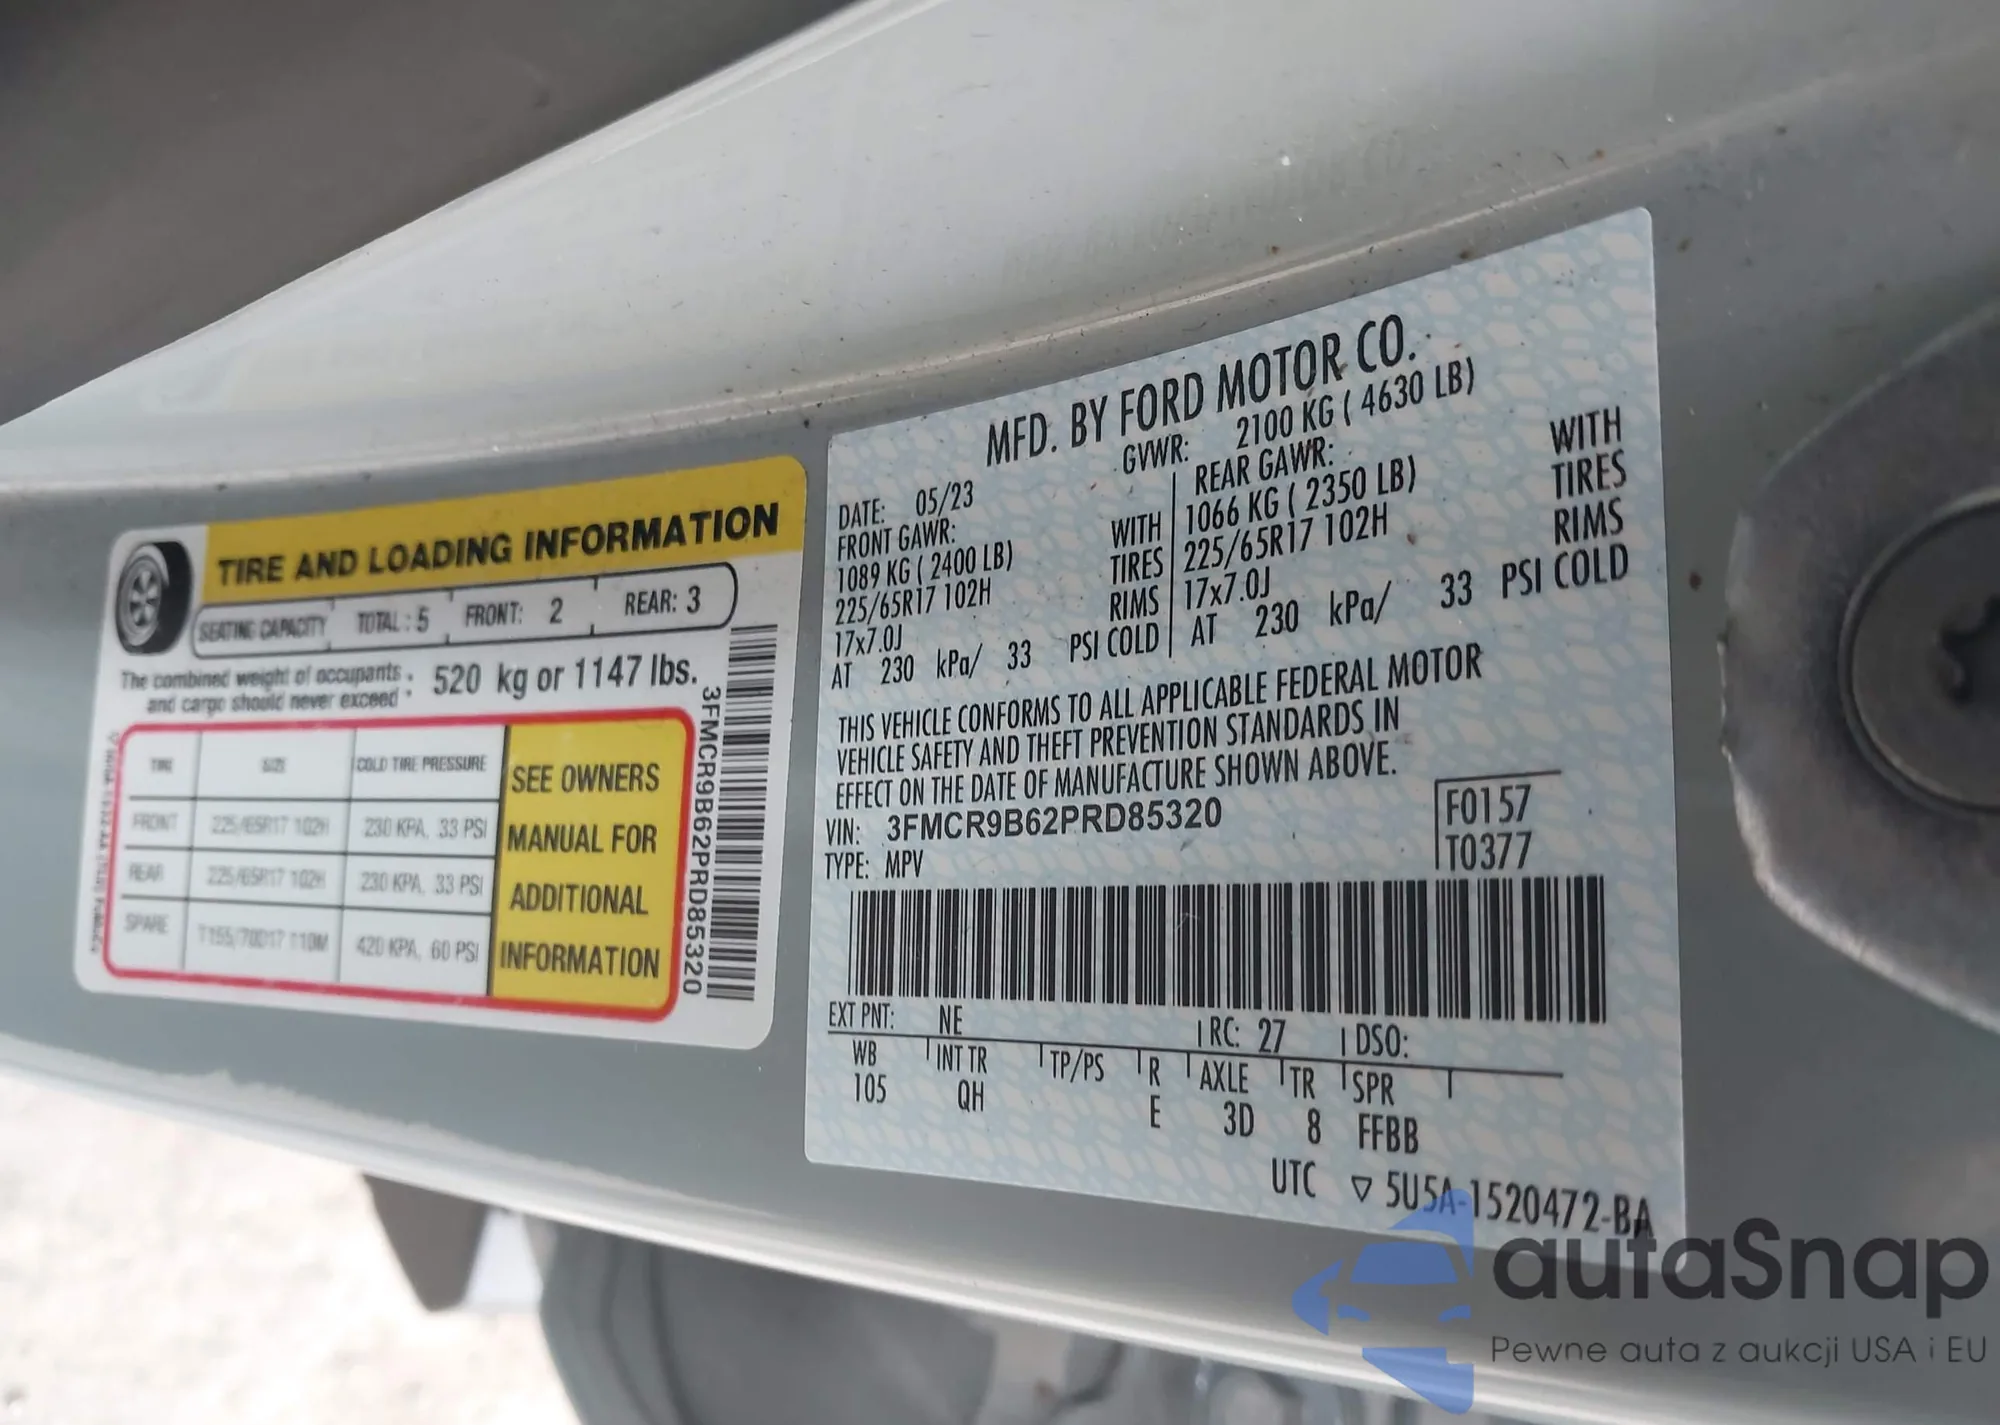 TIRE AND LOADING INFORMATION
SEATING CAPACITY TOTAL : 5 FRONT: 2 REAR: 3
The combined weight of occupants and cargo should never exceed 520 kg or 1147 lbs.
TIRE SIZE COLD TIRE PRESSURE
FRONT 225/65R17 102H 230 KPA, 33 PSI
REAR 225/65R17 102H 230 KPA, 33 PSI
SPARE T155/70D17 110M 420 KPA, 60 PSI
SEE OWNERS
MANUAL FOR
ADDITIONAL
INFORMATION
3FMCR9B62PRD85320
MFD. BY FORD MOTOR CO.
DATE: 05/23 GVWR: 2100 KG ( 4630 LB)
FRONT GAWR: REAR GAWR:
1089 KG ( 2400 LB) WITH 1066 KG ( 2350 LB) WITH
225/65R17 102H TIRES 225/65R17 102H TIRES
17x7.0J RIMS 17x7.0J RIMS
AT 230 kPa/ 33 PSI COLD AT 230 kPa/ 33 PSI COLD
THIS VEHICLE CONFORMS TO ALL APPLICABLE FEDERAL MOTOR
VEHICLE SAFETY AND THEFT PREVENTION STANDARDS IN
EFFECT ON THE DATE OF MANUFACTURE SHOWN ABOVE.
VIN: 3FMCR9B62PRD85320 F0157
TYPE: MPV T0377
EXT PNT: NE RC: 27 DSO:
WB INT TR TP/PS R AXLE TR SPR
105 QH E 3D 8 FFBB
UTC ▽ 5U5A-1520472-BA
autaSnap
Pewne auta z aukcji USA i EU